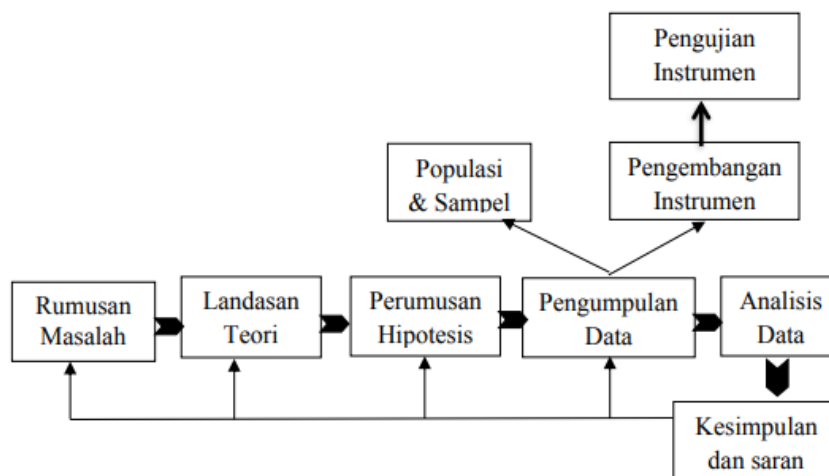 Pengujian
Instrumen
Populasi
& Sampel
Pengembangan
Instrumen
Rumusan
Masalah
Landasan
Teori
Perumusan
Hipotesis
Pengumpulan
Data
Analisis
Data
Kesimpulan
dan saran